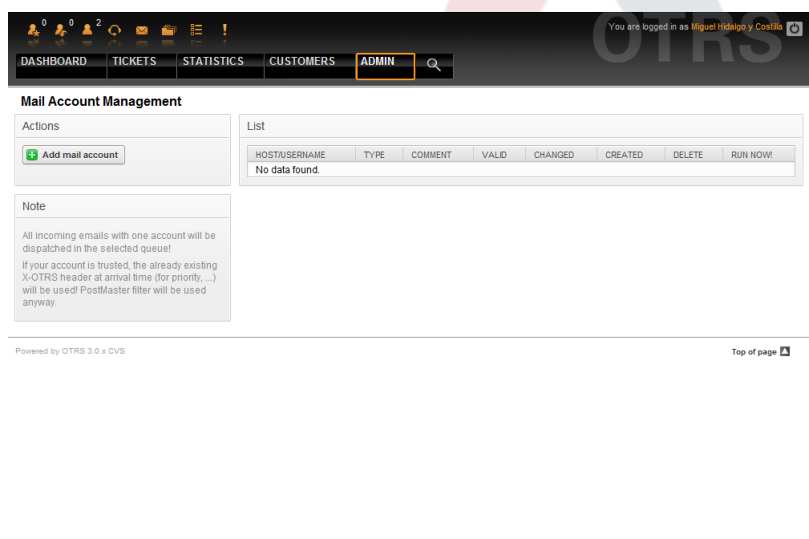 0 0 2
You are logged in as Miguel Hidalgo y Costilla
OTRS
DASHBOARD TICKETS STATISTICS CUSTOMERS ADMIN
Mail Account Management
Actions
Add mail account
List
HOST/USERNAME TYPE COMMENT VALID CHANGED CREATED DELETE RUN NOW!
No data found.
Note
All incoming emails with one account will be
dispatched in the selected queue!
If your account is trusted, the already existing
X-OTRS header at arrival time (for priority, ...)
will be used! PostMaster filter will be used
anyway.
Powered by OTRS 3.0.x CVS
Top of page